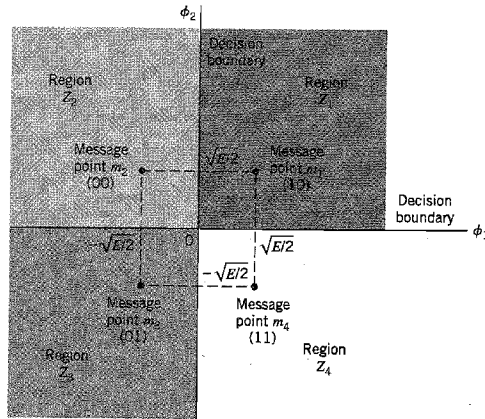 ϕ₂
Decision
boundary
Region
Z₂
Region
Z₁
Message
point m₂
(00)
√E/2
Message
point m₁
(10)
Decision
boundary
ϕ₁
−√E/2
0
√E/2
−√E/2
Message
point m₃
(01)
Message
point m₄
(11)
Region
Z₃
Region
Z₄